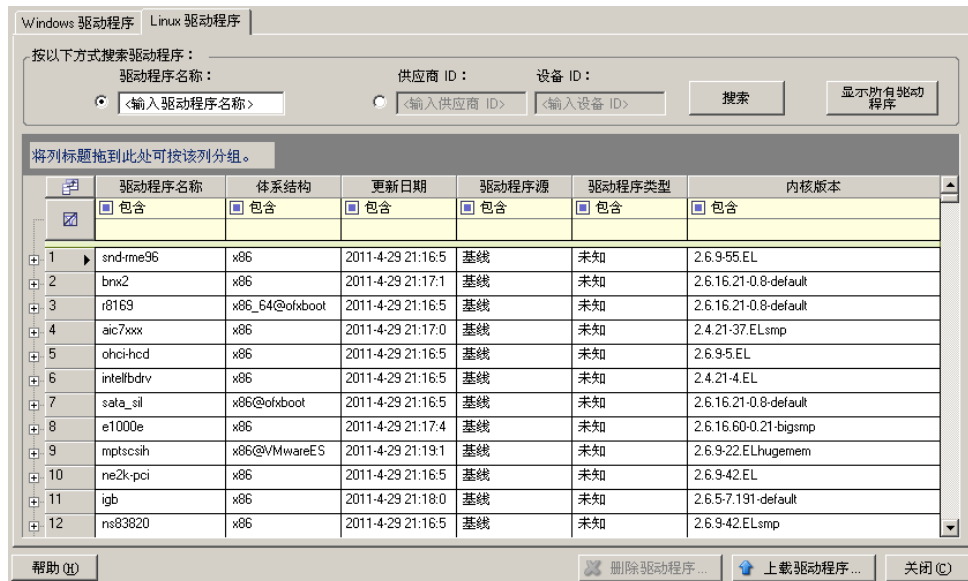 Windows 驱动程序 Linux 驱动程序
按以下方式搜索驱动程序：
驱动程序名称： 供应商 ID： 设备 ID：
<输入驱动程序名称> <输入供应商 ID> <输入设备 ID> 搜索 显示所有驱动
程序
将列标题拖到此处可按该列分组。
驱动程序名称 体系结构 更新日期 驱动程序源 驱动程序类型 内核版本
包含 包含 包含 包含 包含 包含
1 snd-rme96 x86 2011-4-29 21:16:5 基线 未知 2.6.9-55.EL
2 bnx2 x86 2011-4-29 21:17:1 基线 未知 2.6.16.21-0.8-default
3 r8169 x86_64@ofxboot 2011-4-29 21:16:5 基线 未知 2.6.16.21-0.8-default
4 aic7xxx x86 2011-4-29 21:17:0 基线 未知 2.4.21-37.ELsmp
5 ohci-hcd x86 2011-4-29 21:16:5 基线 未知 2.6.9-5.EL
6 intelfbdrv x86 2011-4-29 21:16:5 基线 未知 2.4.21-4.EL
7 sata_sil x86@ofxboot 2011-4-29 21:16:5 基线 未知 2.6.16.21-0.8-default
8 e1000e x86 2011-4-29 21:17:4 基线 未知 2.6.16.60-0.21-bigsmp
9 mptscsih x86@VMwareES 2011-4-29 21:19:1 基线 未知 2.6.9-22.ELhugemem
10 ne2k-pci x86 2011-4-29 21:16:5 基线 未知 2.6.9-42.EL
11 igb x86 2011-4-29 21:18:0 基线 未知 2.6.5-7.191-default
12 ns83820 x86 2011-4-29 21:16:5 基线 未知 2.6.9-42.ELsmp
帮助(H) 删除驱动程序... 上载驱动程序... 关闭(C)